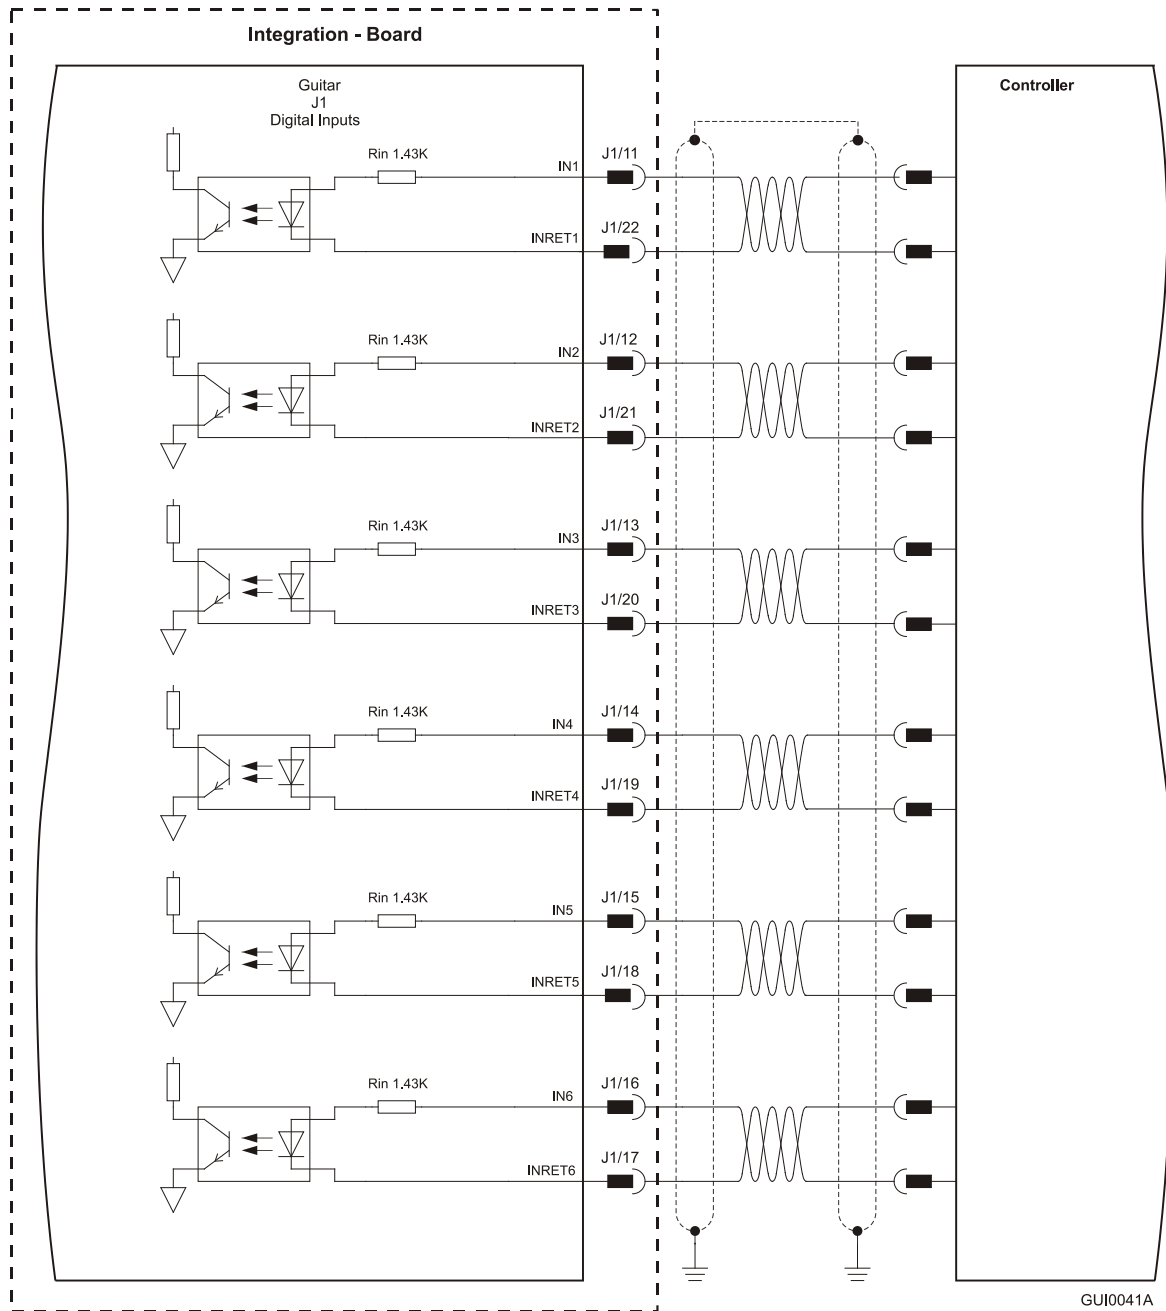 Integration - Board
Guitar
J1
Digital Inputs
Controller
Rin 1.43K
IN1
J1/11
INRET1
J1/22
Rin 1.43K
IN2
J1/12
INRET2
J1/21
Rin 1.43K
IN3
J1/13
INRET3
J1/20
Rin 1.43K
IN4
J1/14
INRET4
J1/19
Rin 1.43K
IN5
J1/15
INRET5
J1/18
Rin 1.43K
IN6
J1/16
INRET6
J1/17
GUI0041A